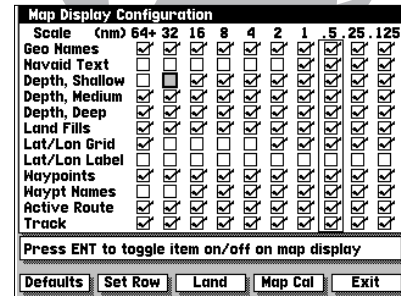 Map Display Configuration
Scale (nm) 64+ 32 16 8 4 2 1 .5 .25 .125
Geo Names
Navaid Text
Depth, Shallow
Depth, Medium
Depth, Deep
Land Fills
Lat/Lon Grid
Lat/Lon Label
Waypoints
Waypt Names
Active Route
Track
Press ENT to toggle item on/off on map display
Defaults Set Row Land Map Cal Exit